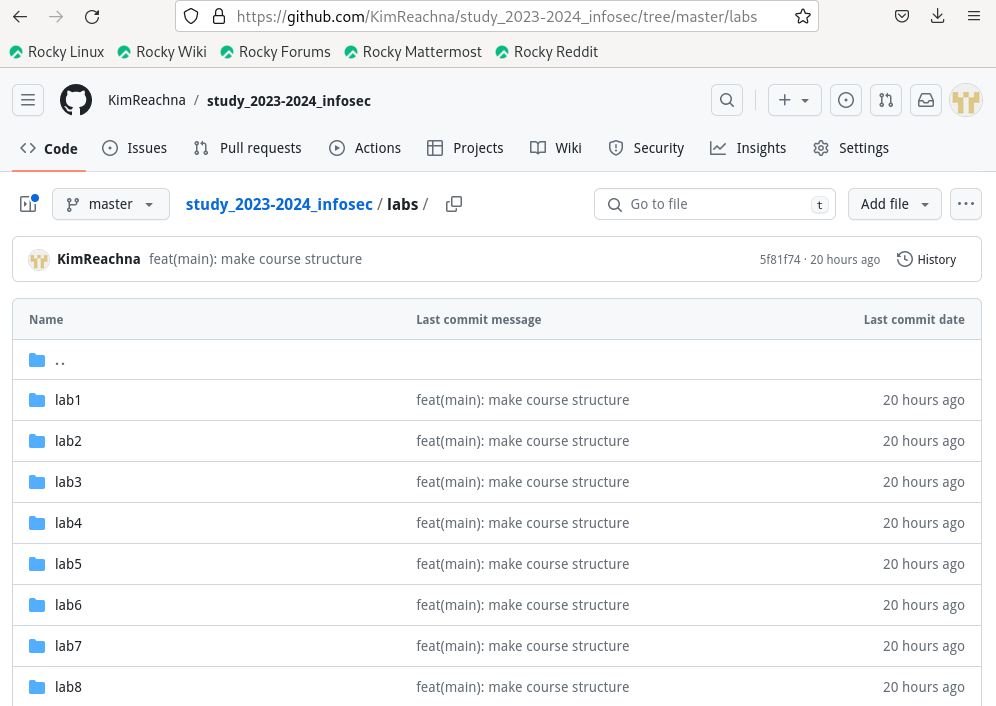 https://github.com/KimReachna/study_2023-2024_infosec/tree/master/labs
Rocky Linux Rocky Wiki Rocky Forums Rocky Mattermost Rocky Reddit
KimReachna / study_2023-2024_infosec
Code Issues Pull requests Actions Projects Wiki Security Insights Settings
master study_2023-2024_infosec / labs / Go to file t Add file
KimReachna feat(main): make course structure 5f81f74 · 20 hours ago History
Name Last commit message Last commit date
..
lab1 feat(main): make course structure 20 hours ago
lab2 feat(main): make course structure 20 hours ago
lab3 feat(main): make course structure 20 hours ago
lab4 feat(main): make course structure 20 hours ago
lab5 feat(main): make course structure 20 hours ago
lab6 feat(main): make course structure 20 hours ago
lab7 feat(main): make course structure 20 hours ago
lab8 feat(main): make course structure 20 hours ago